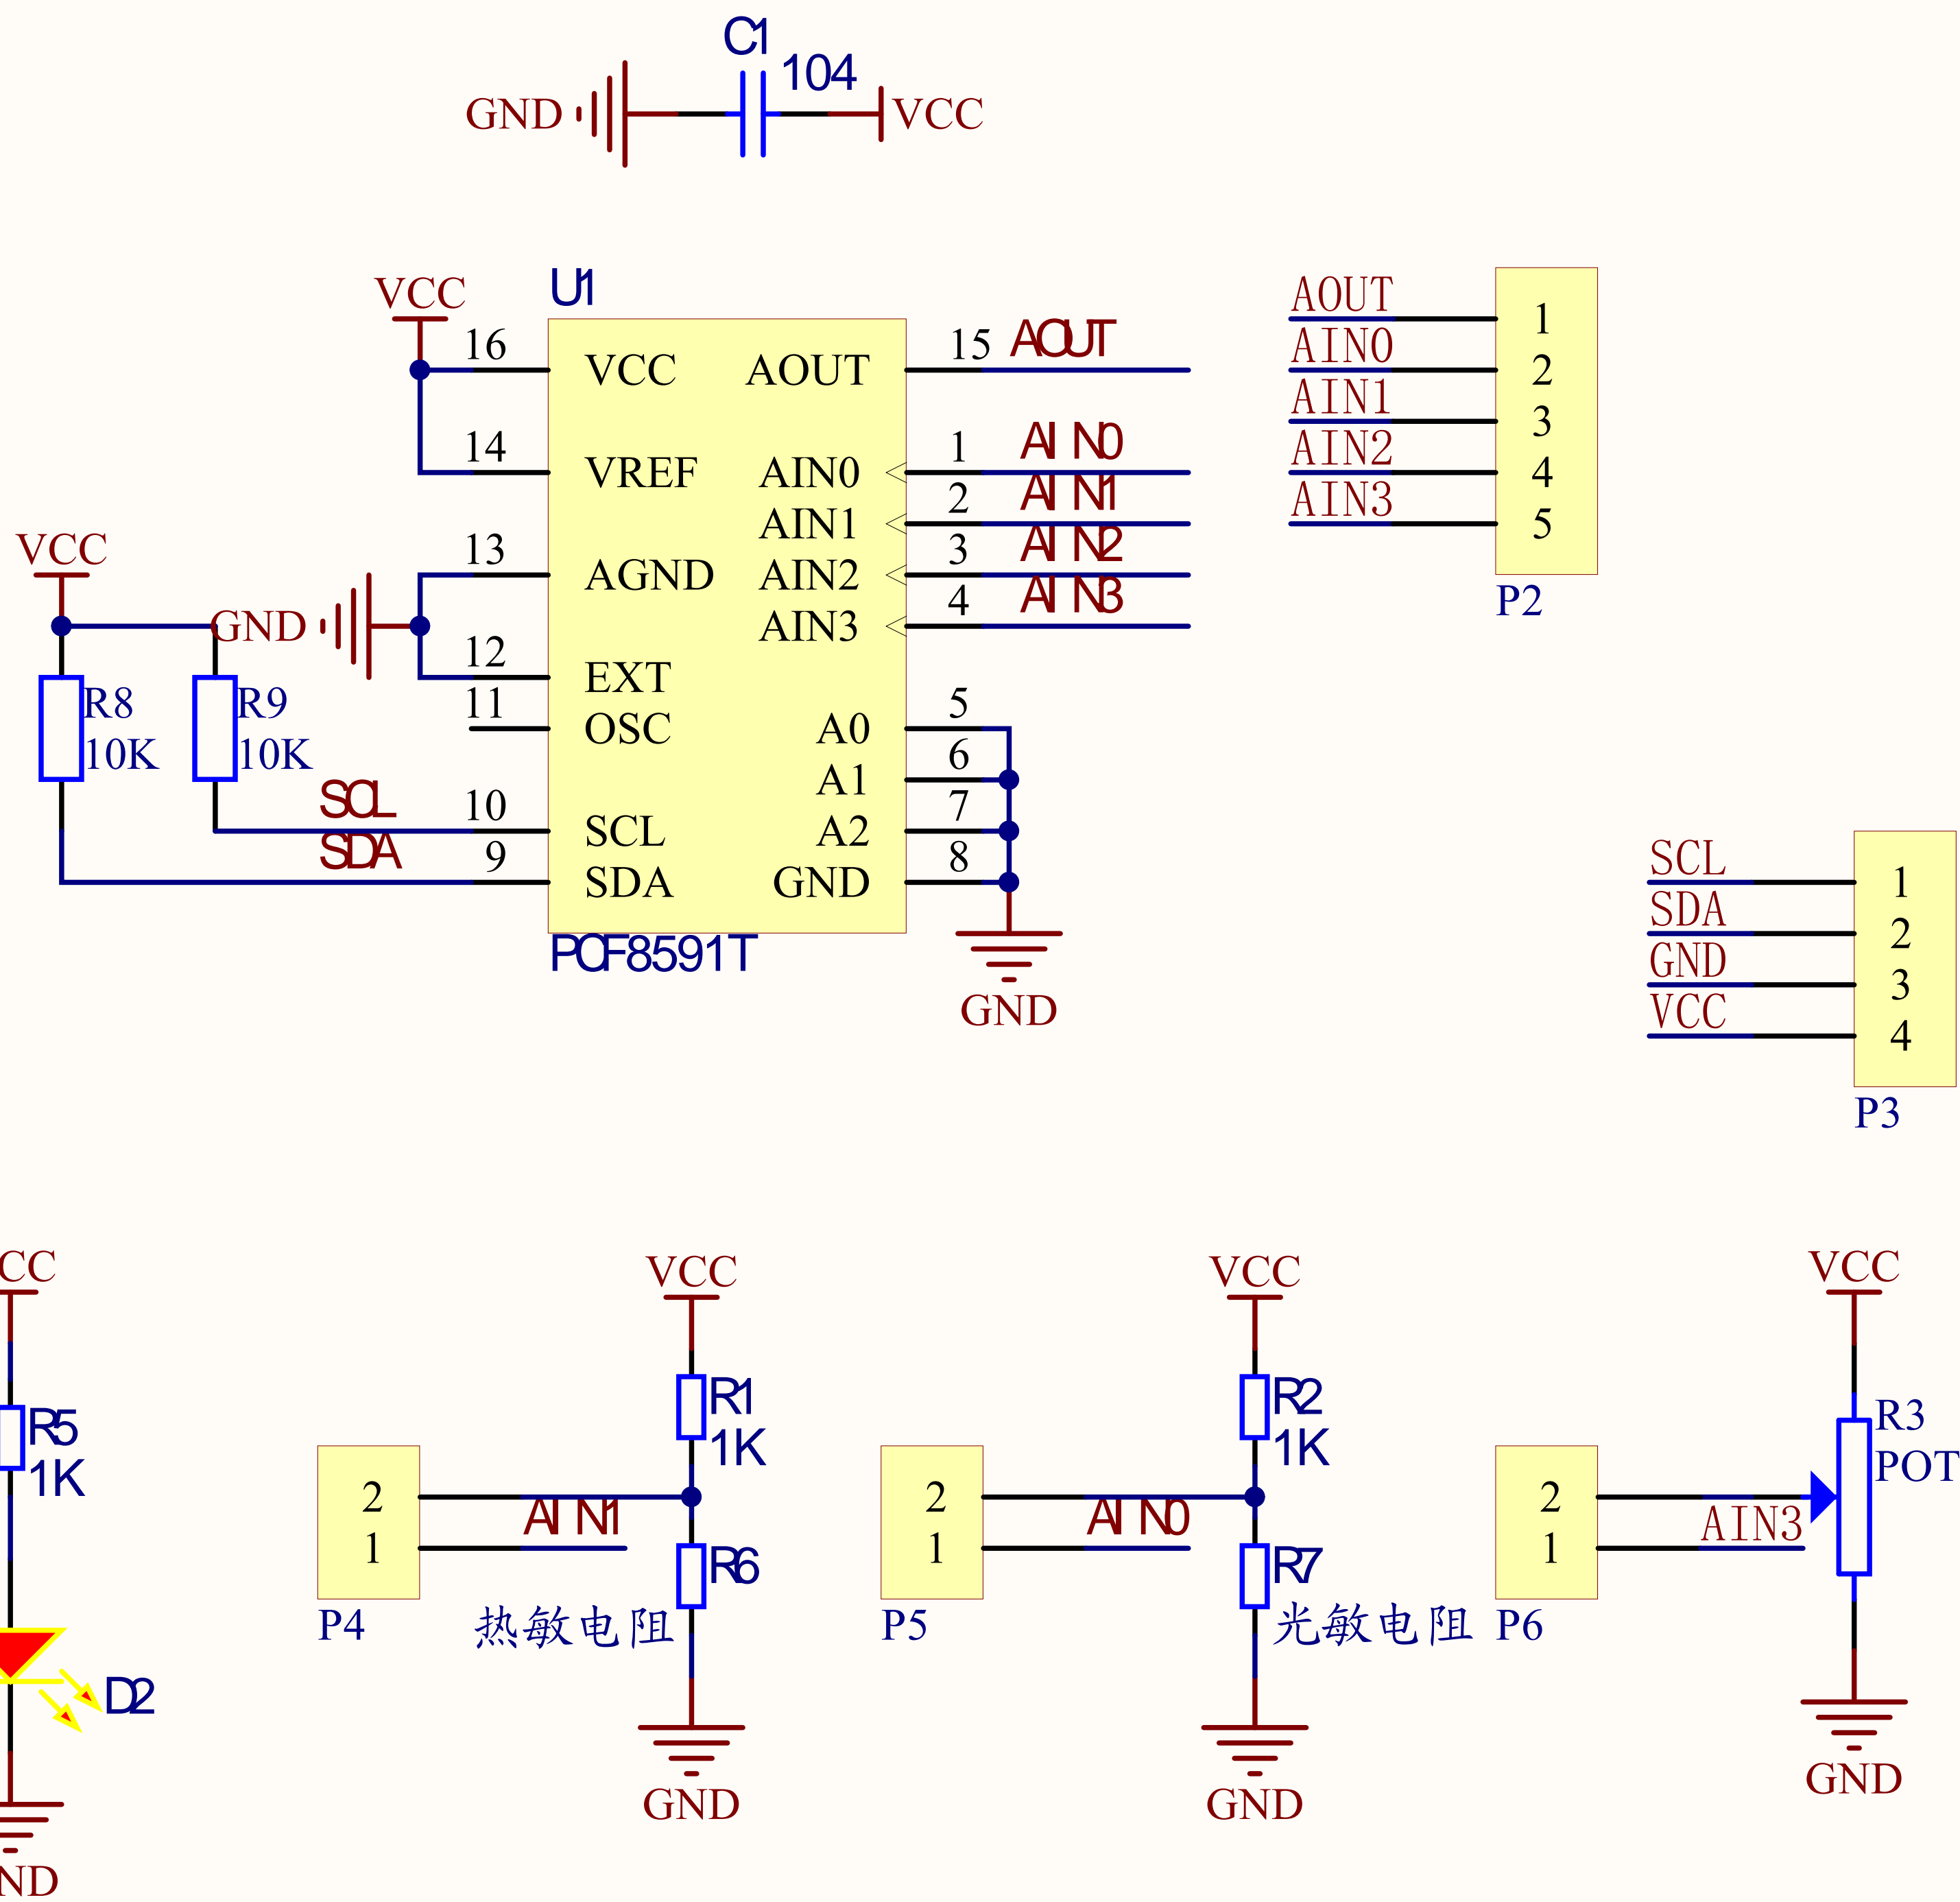 C1
104
GND
VCC
U1
VCC
16
VCC
AOUT
15
AOUT
14
VREF
AIN0
1
AIN0
AIN1
2
AIN1
13
AGND
AIN2
3
AIN2
AIN3
4
AIN3
VCC
GND
12
EXT
11
OSC
A0
5
A1
6
R8
10K
R9
10K
SCL
10
SCL
A2
7
SDA
9
SDA
GND
8
PCF8591T
GND
AOUT
1
AIN0
2
AIN1
3
AIN2
4
AIN3
5
P2
SCL
1
SDA
2
GND
3
VCC
4
P3
CC
R5
1K
D2
ND
VCC
R1
1K
2
AIN1
1
R6
P4
热敏电阻
GND
VCC
R2
1K
2
AIN0
1
R7
P5
光敏电阻
GND
VCC
R3
POT
2
AIN3
1
P6
GND